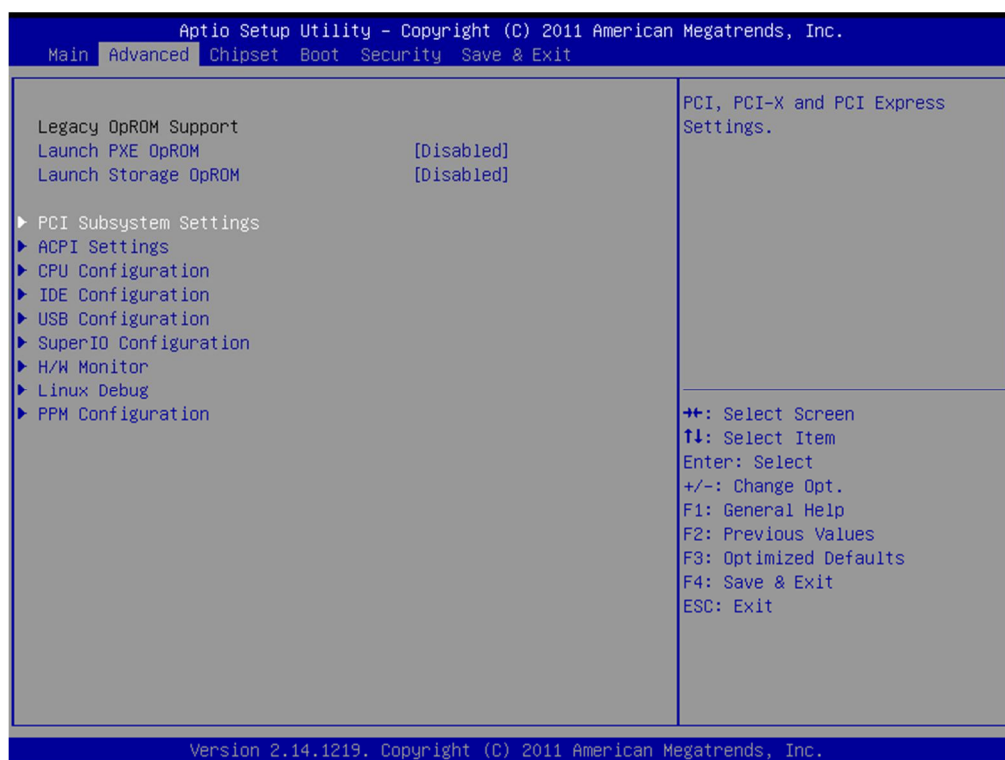 Aptio Setup Utility – Copyright (C) 2011 American Megatrends, Inc.
Main Advanced Chipset Boot Security Save & Exit
Legacy OpROM Support
Launch PXE OpROM [Disabled]
Launch Storage OpROM [Disabled]
▶ PCI Subsystem Settings
▶ ACPI Settings
▶ CPU Configuration
▶ IDE Configuration
▶ USB Configuration
▶ SuperIO Configuration
▶ H/W Monitor
▶ Linux Debug
▶ PPM Configuration
PCI, PCI-X and PCI Express
Settings.
→←: Select Screen
↑↓: Select Item
Enter: Select
+/-: Change Opt.
F1: General Help
F2: Previous Values
F3: Optimized Defaults
F4: Save & Exit
ESC: Exit
Version 2.14.1219. Copyright (C) 2011 American Megatrends, Inc.